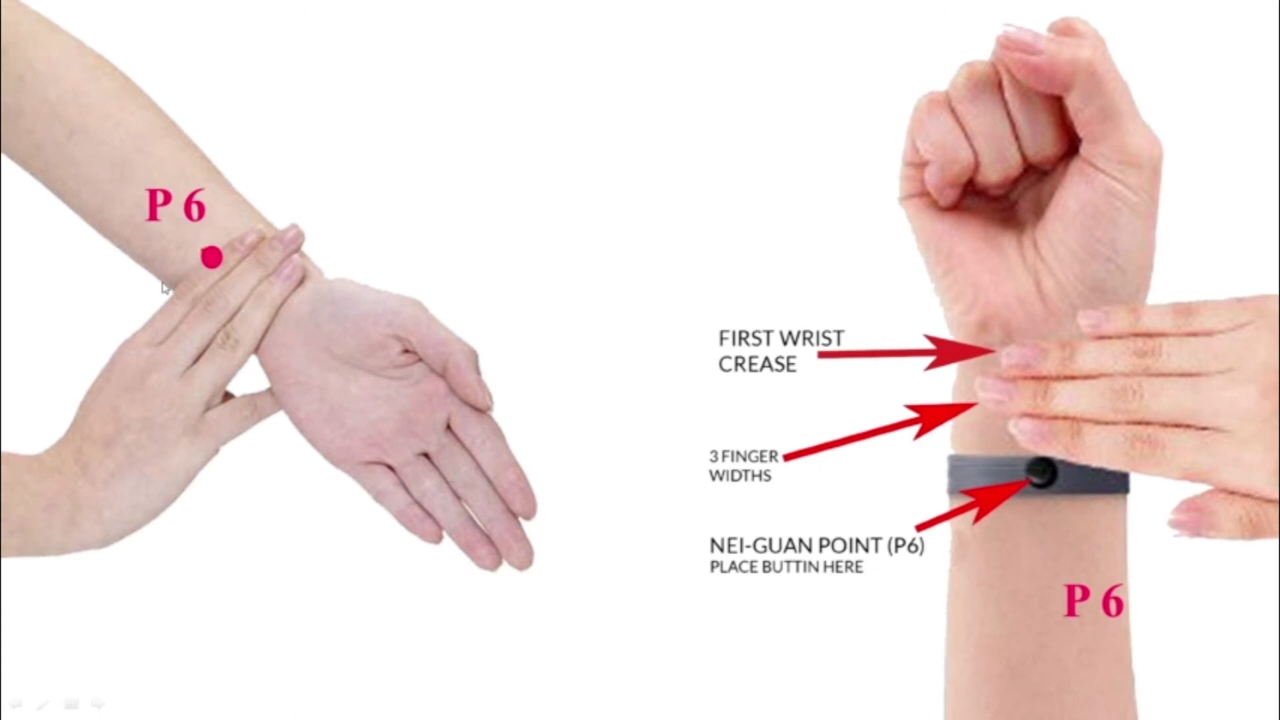 P 6
FIRST WRIST
CREASE
3 FINGER
WIDTHS
NEI-GUAN POINT (P6)
PLACE BUTTIN HERE
P 6